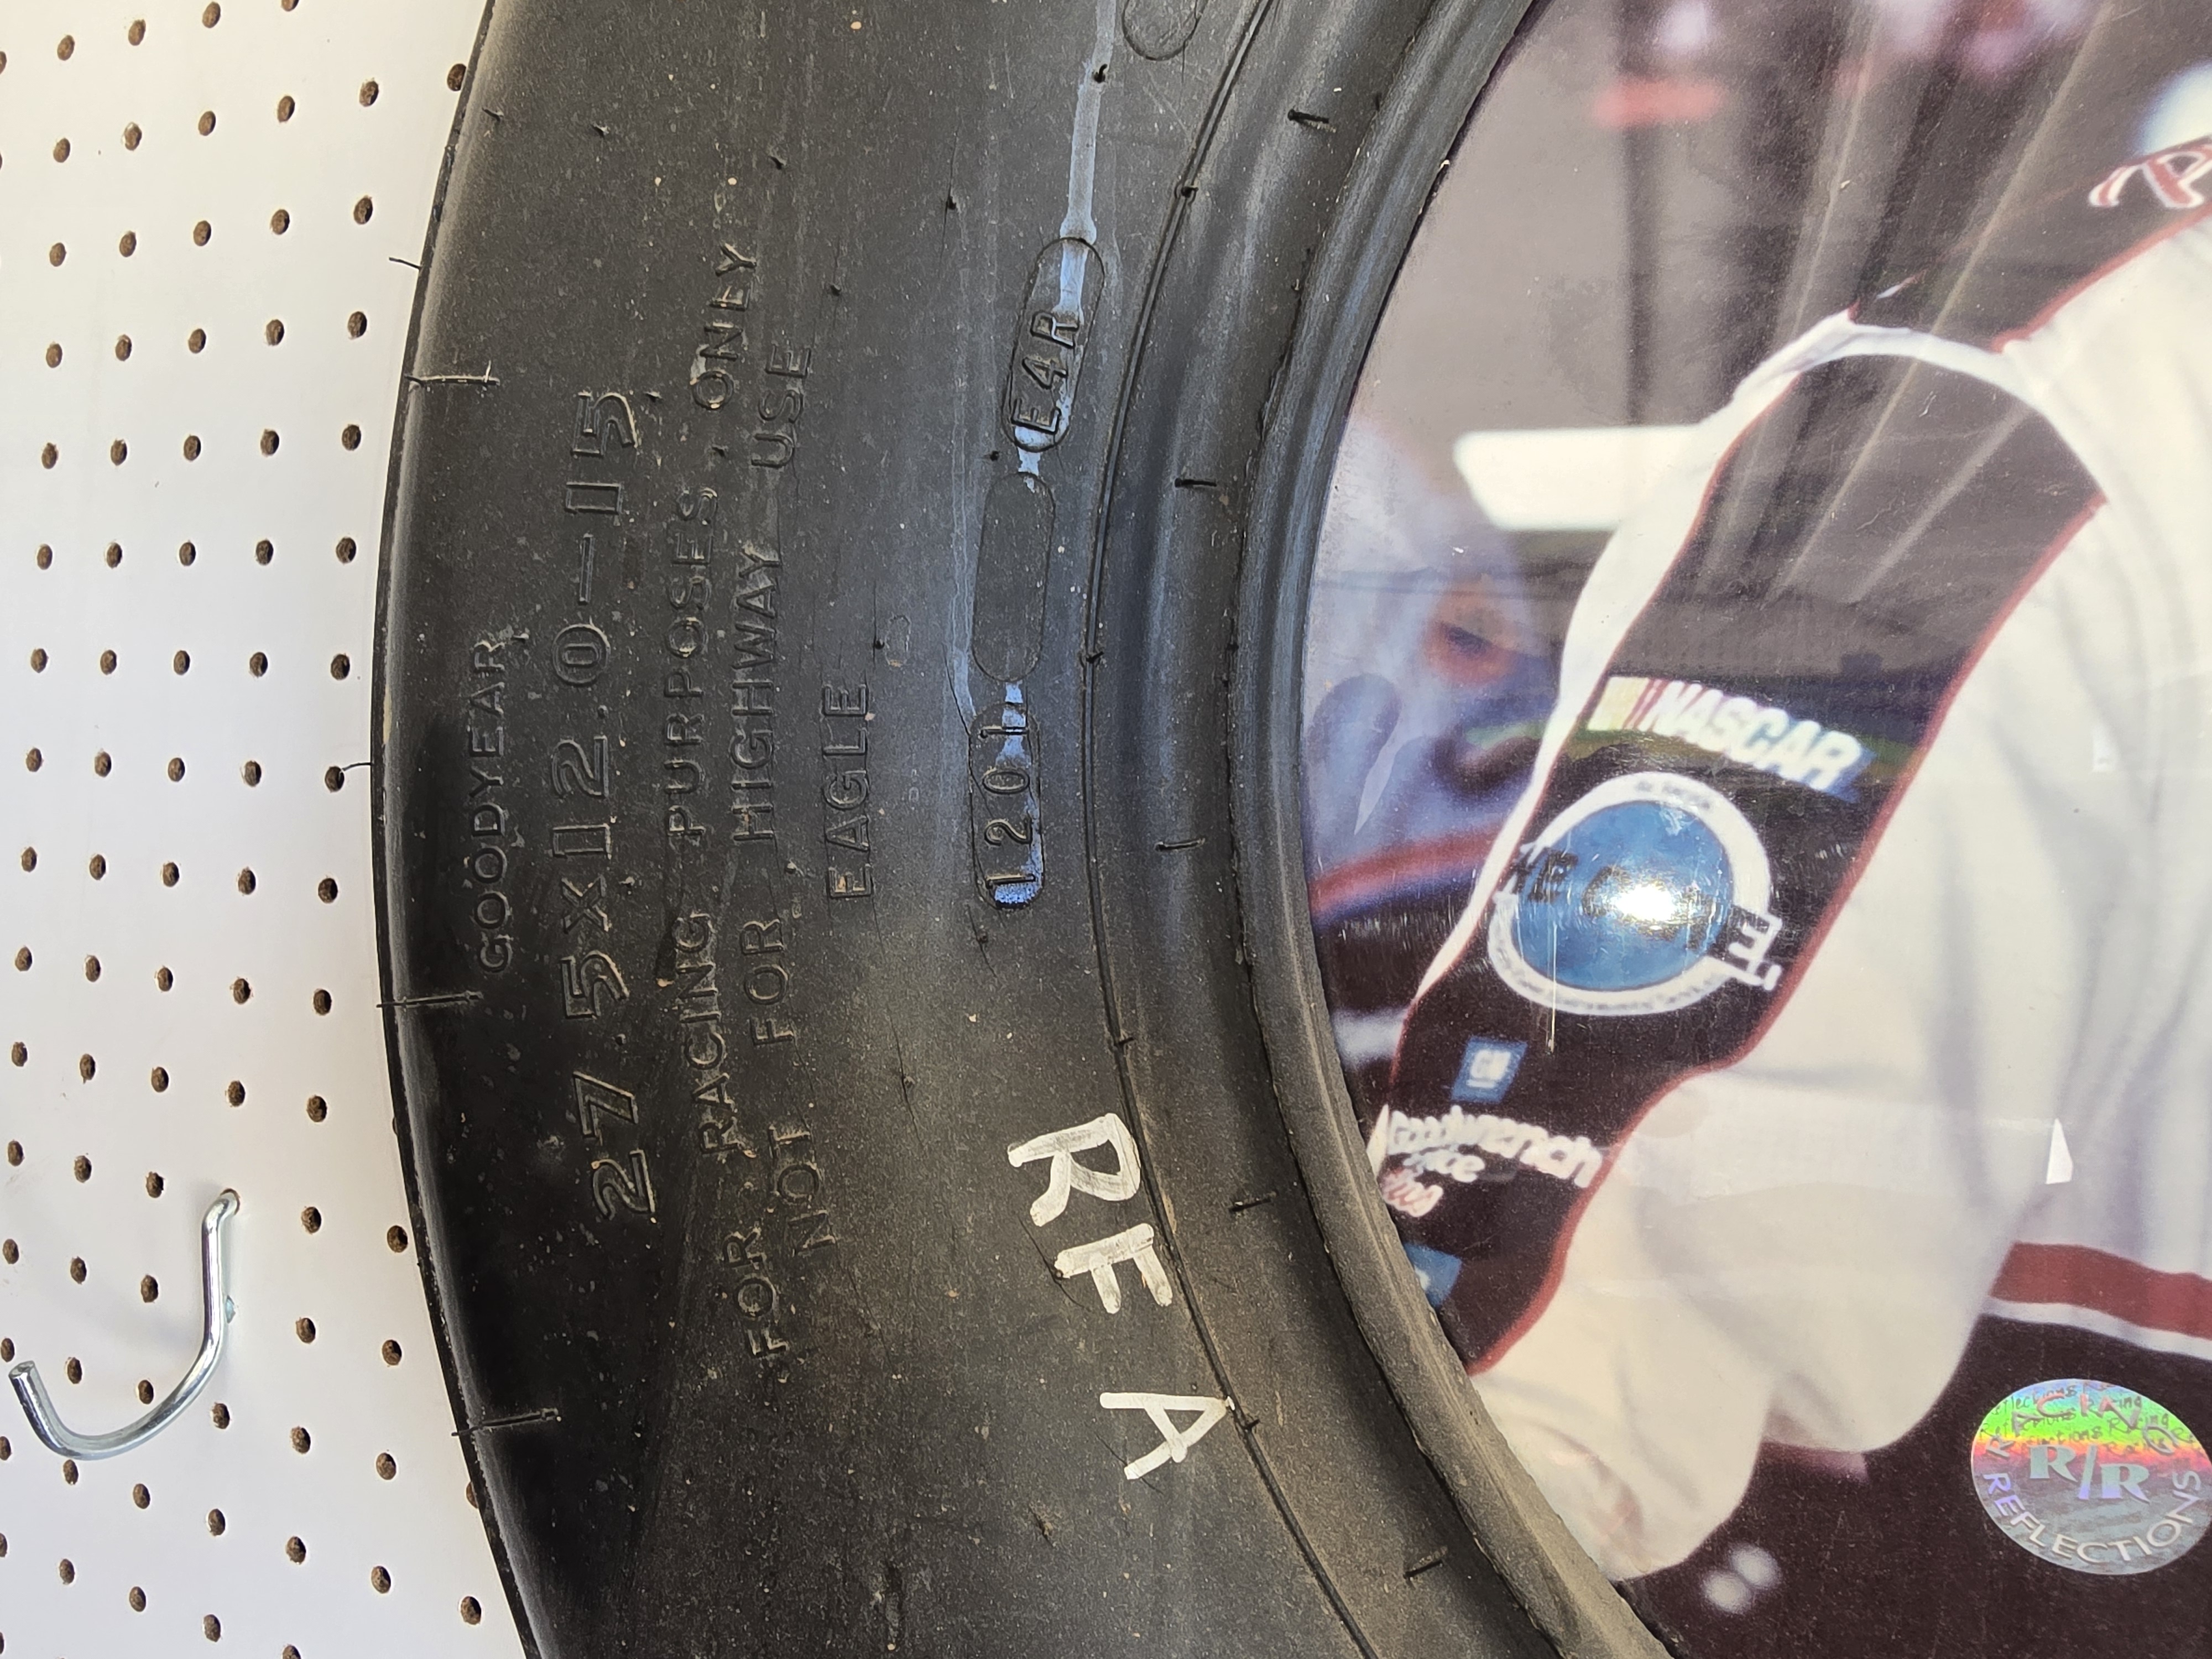 GOODYEAR
27.5X12.0-15
FOR RACING PURPOSES ONLY
NOT FOR HIGHWAY USE
EAGLE
1201
E4R
RF A
NASCAR
GM
Goodwrench
R/R
REFLECTIONS